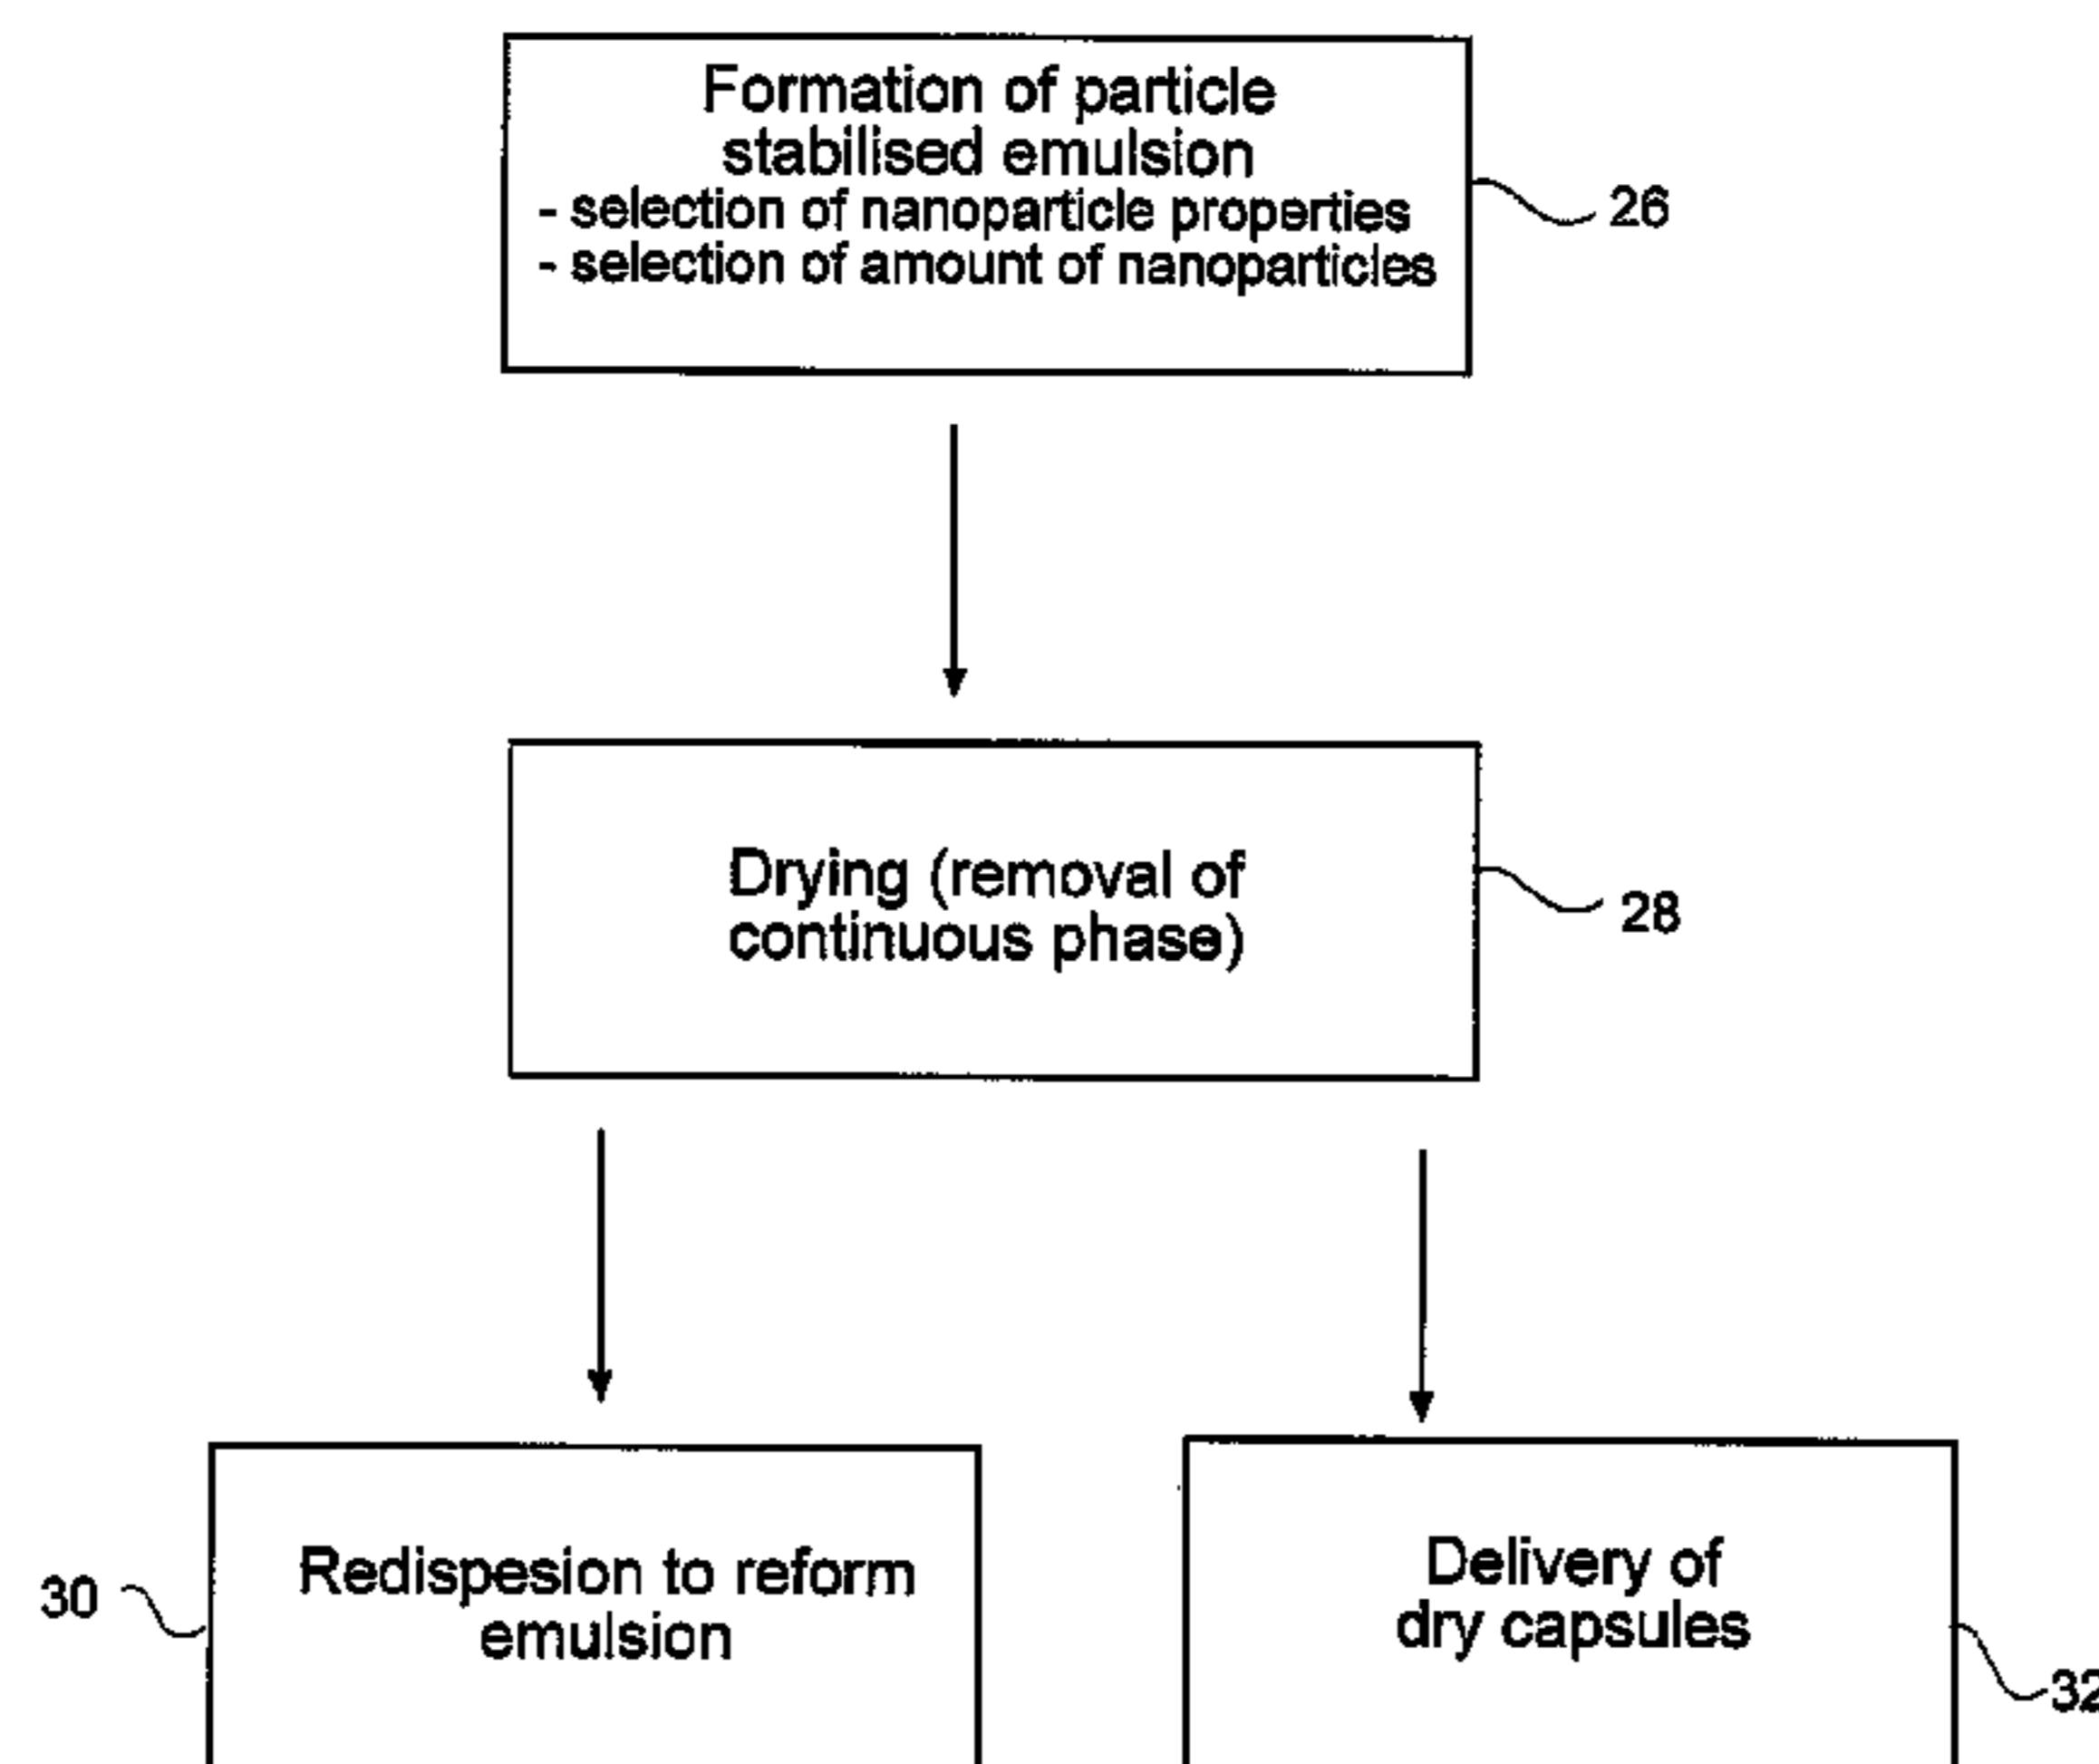 Formation of particle
stabilised emulsion
- selection of nanoparticle properties
- selection of amount of nanoparticles
26
Drying (removal of
continuous phase)
28
Redispesion to reform
emulsion
30
Delivery of
dry capsules
32